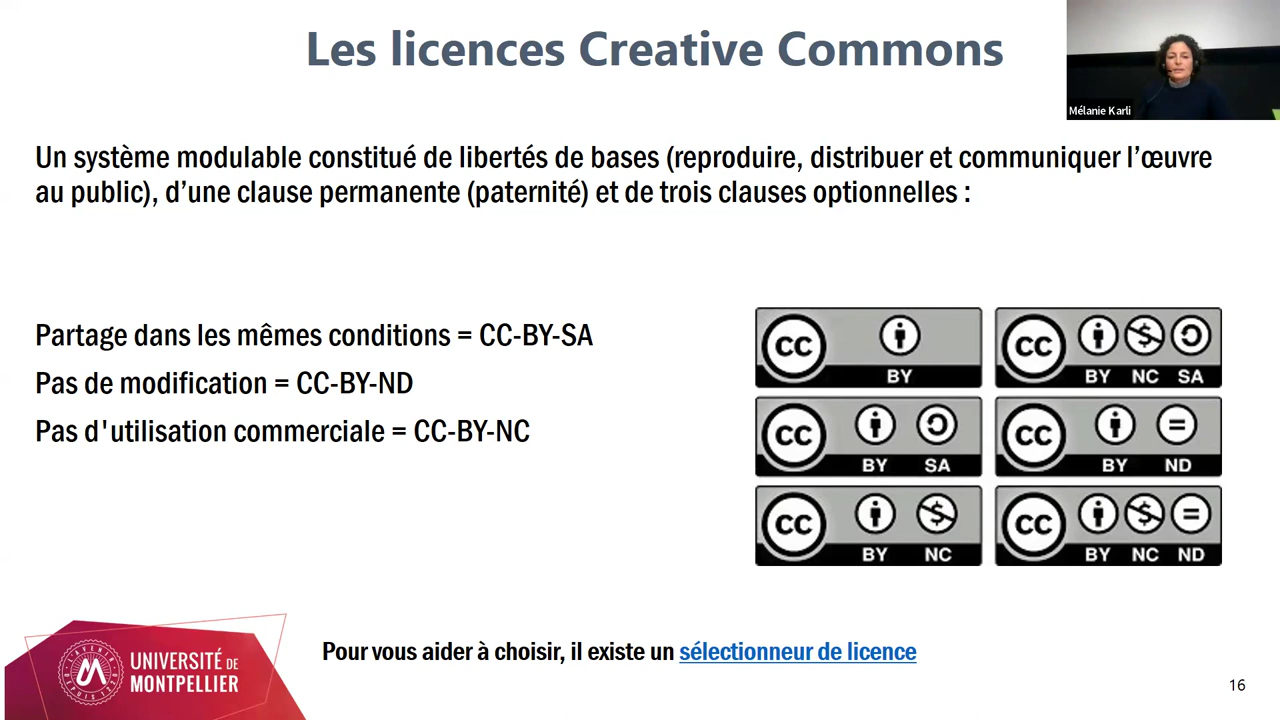 Les licences Creative Commons
Mélanie Karli
Un système modulable constitué de libertés de bases (reproduire, distribuer et communiquer l’œuvre
au public), d’une clause permanente (paternité) et de trois clauses optionnelles :
Partage dans les mêmes conditions = CC-BY-SA
Pas de modification = CC-BY-ND
Pas d'utilisation commerciale = CC-BY-NC
CC BY
CC BY NC SA
CC BY SA
CC BY ND
CC BY NC
CC BY NC ND
Pour vous aider à choisir, il existe un sélectionneur de licence
UNIVERSITÉ DE
MONTPELLIER
16